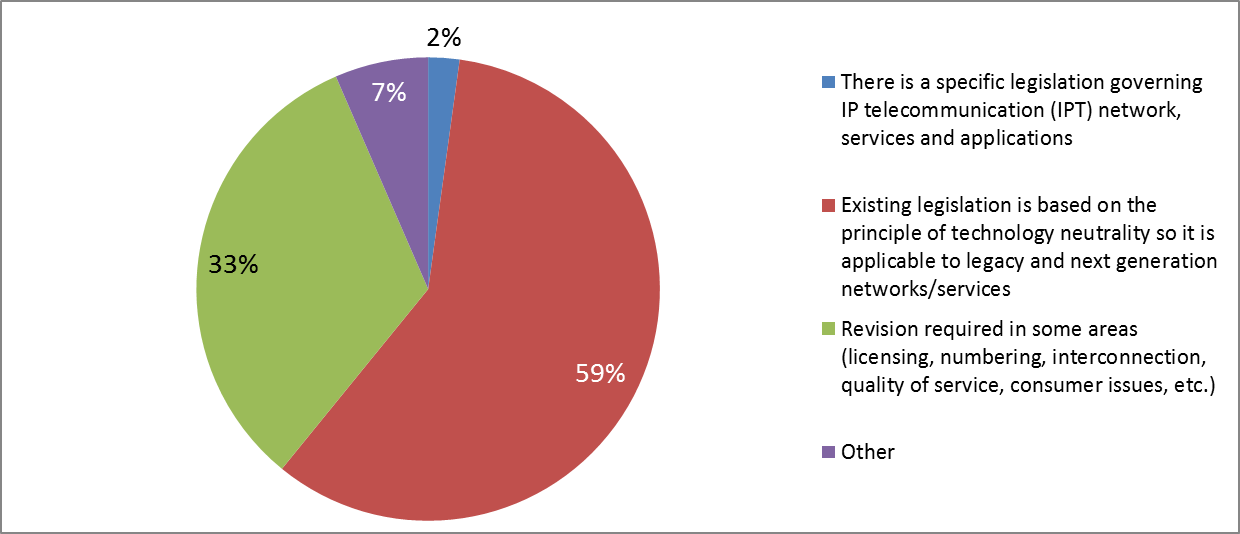 2%
7%
33%
59%
There is a specific legislation governing
IP telecommunication (IPT) network,
services and applications
Existing legislation is based on the
principle of technology neutrality so it is
applicable to legacy and next generation
networks/services
Revision required in some areas
(licensing, numbering, interconnection,
quality of service, consumer issues, etc.)
Other